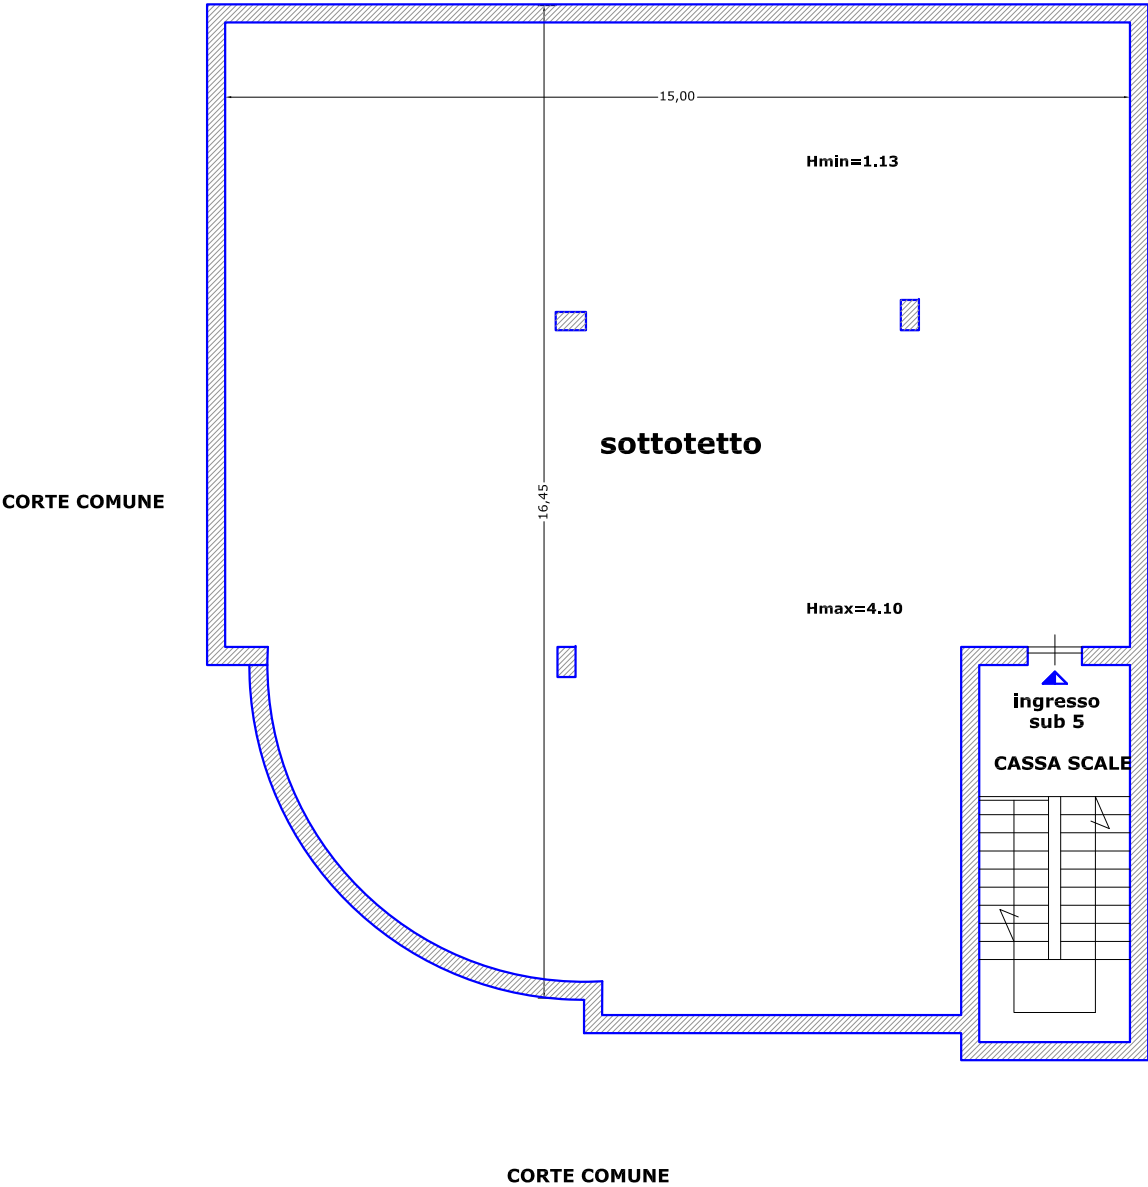 15,00
Hmin=1.13
sottotetto
16,45
CORTE COMUNE
Hmax=4.10
ingresso
sub 5
CASSA SCALE
CORTE COMUNE